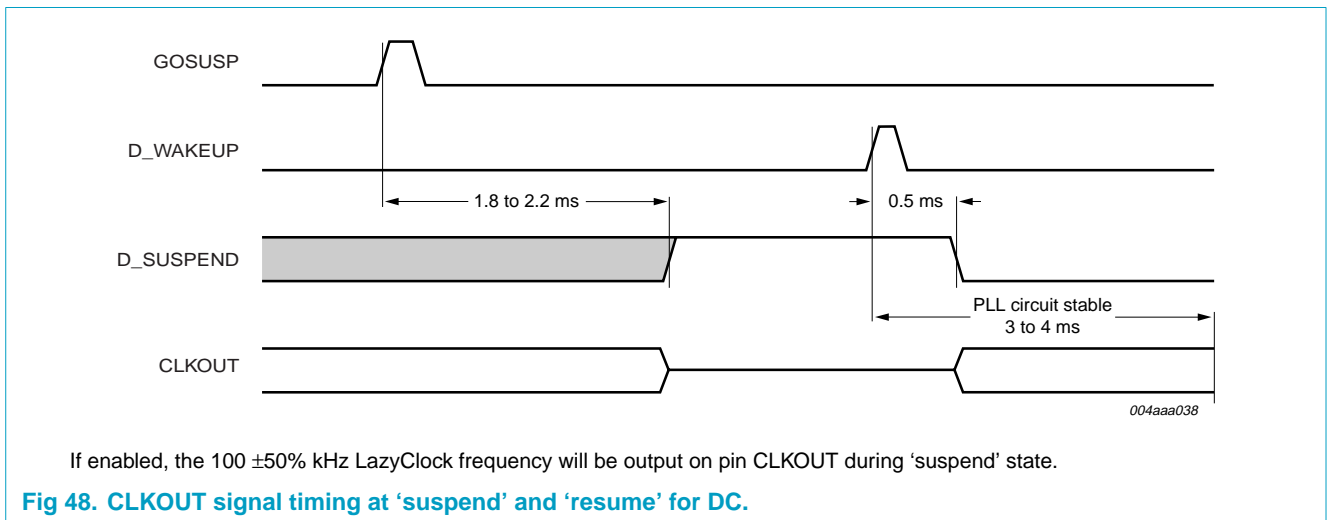 GOSUSP
D_WAKEUP
1.8 to 2.2 ms
0.5 ms
D_SUSPEND
PLL circuit stable
3 to 4 ms
CLKOUT
004aaa038
If enabled, the 100 ±50% kHz LazyClock frequency will be output on pin CLKOUT during ‘suspend’ state.
Fig 48. CLKOUT signal timing at ‘suspend’ and ‘resume’ for DC.